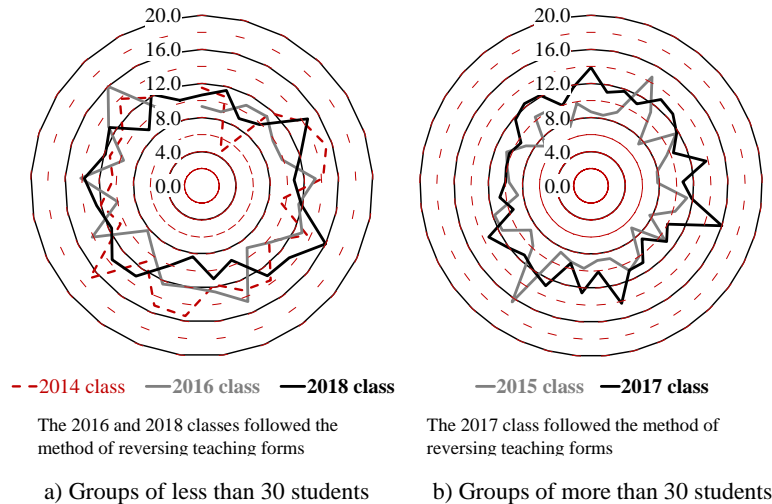 20.0
16.0
12.0
8.0
4.0
0.0
20.0
16.0
12.0
8.0
4.0
0.0
2014 class 2016 class 2018 class
2015 class 2017 class
The 2016 and 2018 classes followed the
method of reversing teaching forms
The 2017 class followed the method of
reversing teaching forms
a) Groups of less than 30 students
b) Groups of more than 30 students